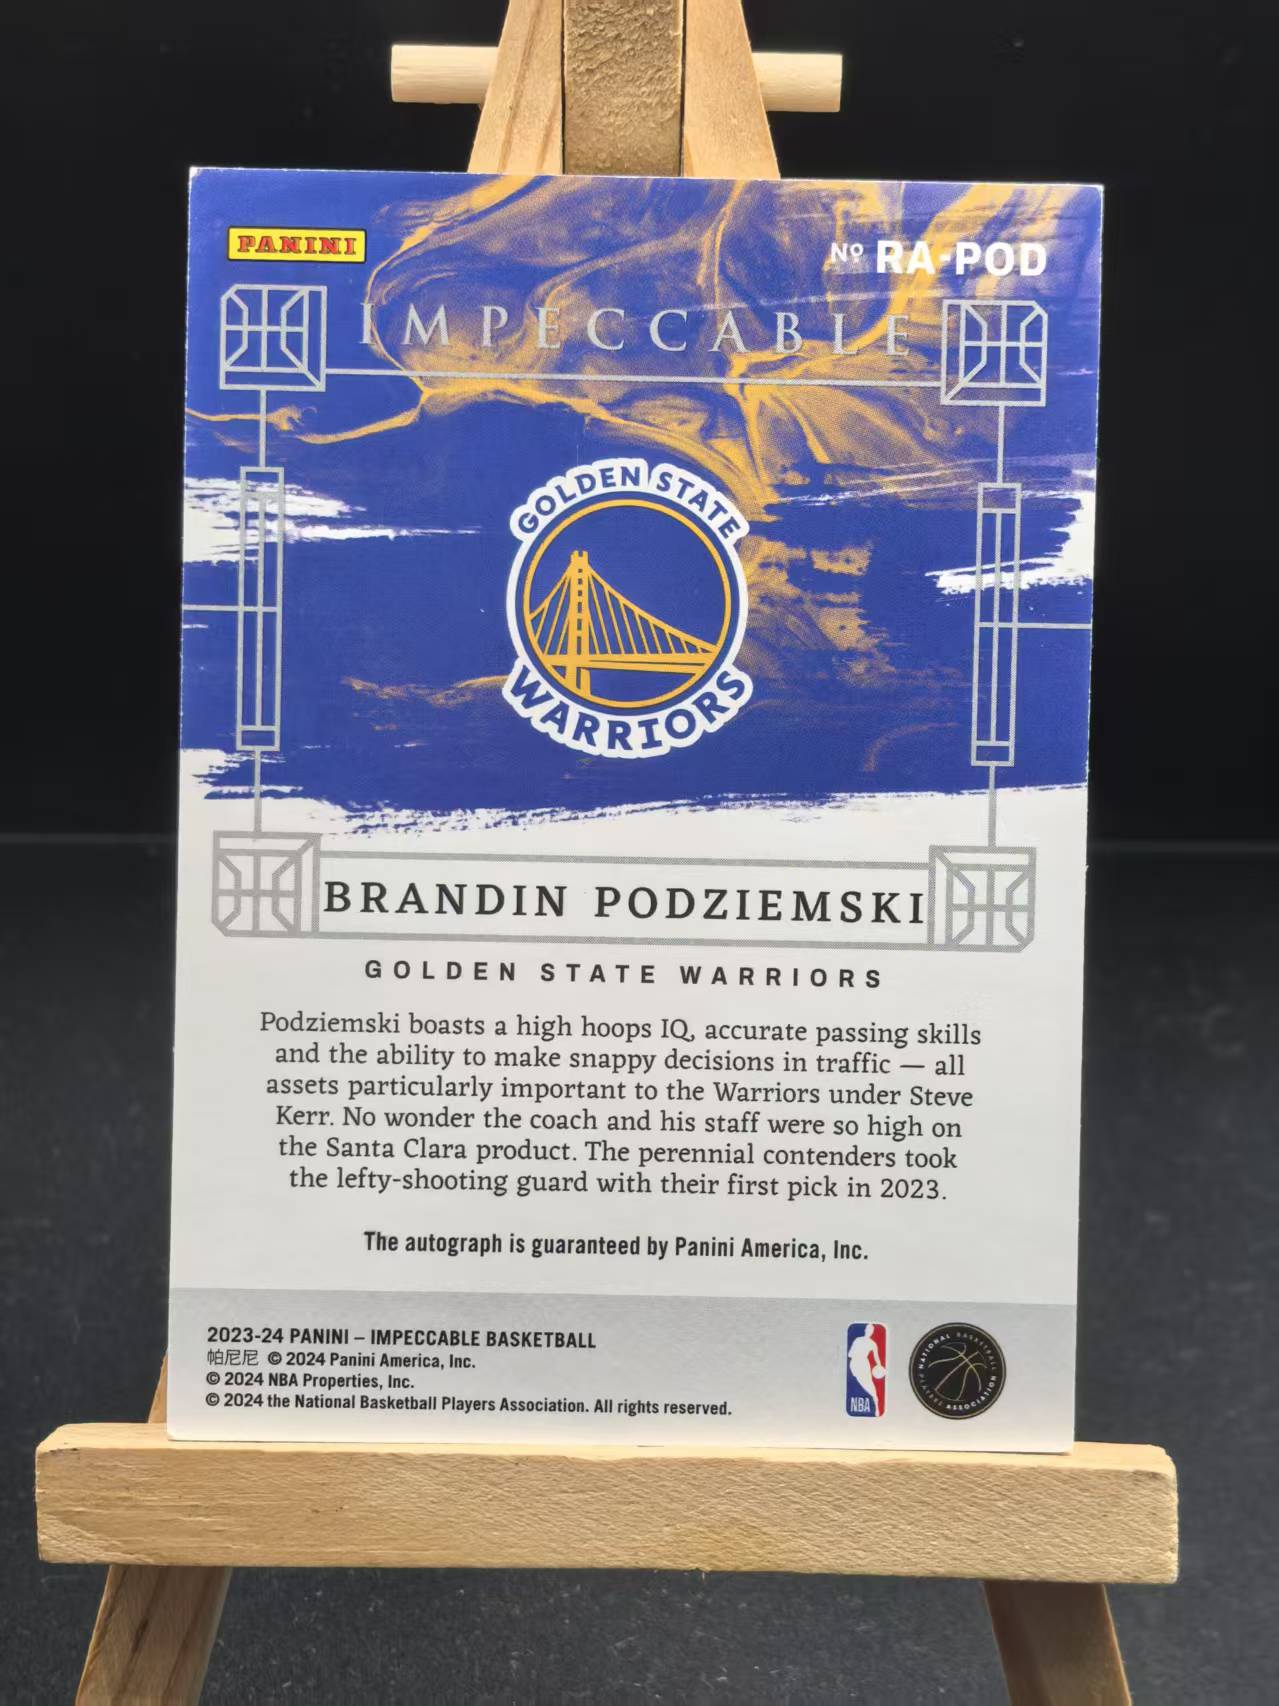 PANINI
Nº RA-POD
IMPECCABLE
GOLDEN STATE
WARRIORS
BRANDIN PODZIEMSKI
GOLDEN STATE WARRIORS
Podziemski boasts a high hoops IQ, accurate passing skills
and the ability to make snappy decisions in traffic — all
assets particularly important to the Warriors under Steve
Kerr. No wonder the coach and his staff were so high on
the Santa Clara product. The perennial contenders took
the lefty-shooting guard with their first pick in 2023.
The autograph is guaranteed by Panini America, Inc.
2023-24 PANINI – IMPECCABLE BASKETBALL
帕尼尼 © 2024 Panini America, Inc.
© 2024 NBA Properties, Inc.
© 2024 the National Basketball Players Association. All rights reserved.
NBA
NATIONAL BASKETBALL
PLAYERS ASSOCIATION